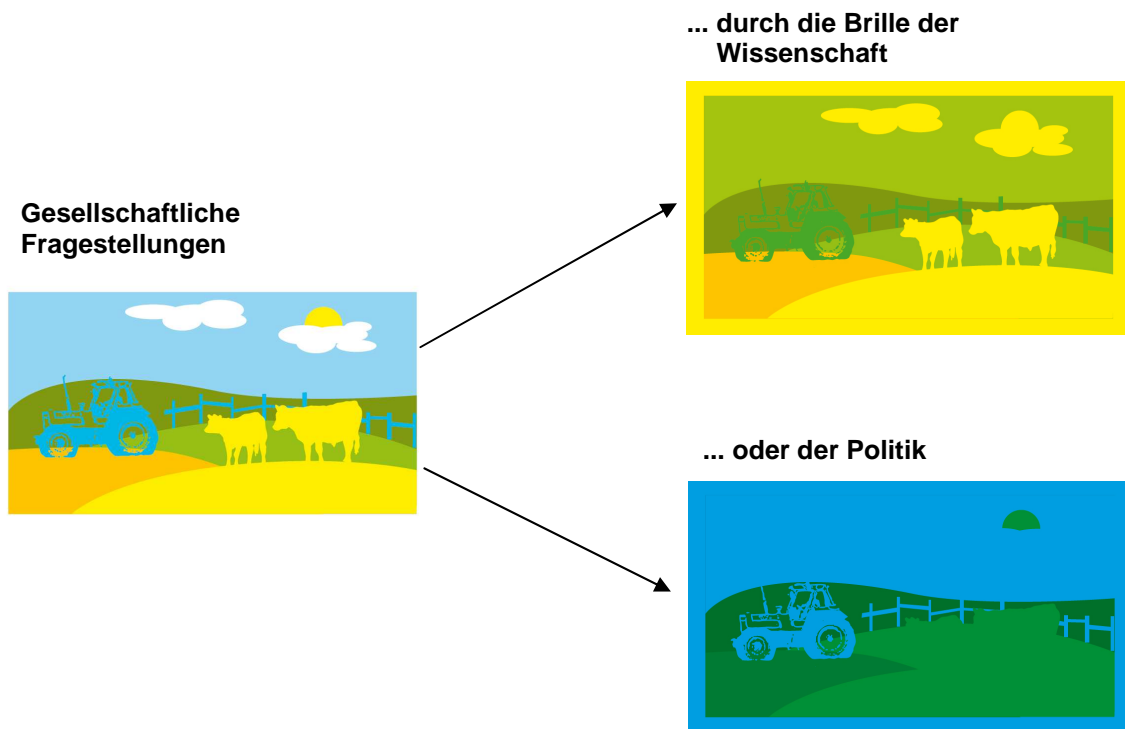 Gesellschaftliche
Fragestellungen
... durch die Brille der
Wissenschaft
... oder der Politik